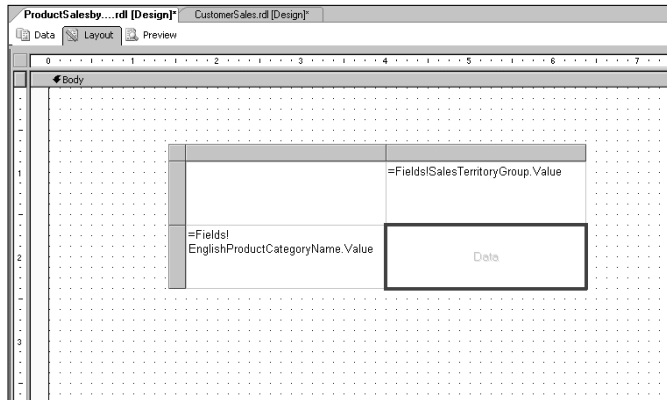 ProductSalesby....rdl [Design]* CustomerSales.rdl [Design]*
Data Layout Preview
0 1 2 3 4 5 6 7
Body
=Fields!SalesTerritoryGroup.Value
1
=Fields!
EnglishProductCategoryName.Value
Data
2
3